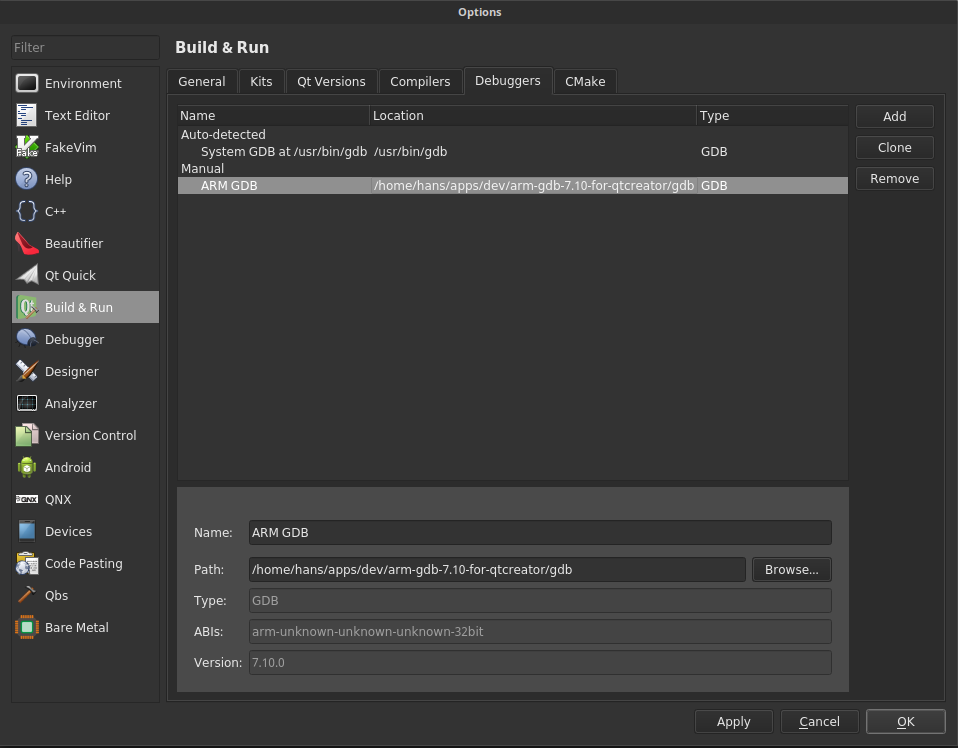 Options
Filter
Environment
Text Editor
FakeVim
Help
C++
Beautifier
Qt Quick
Build & Run
Debugger
Designer
Analyzer
Version Control
Android
QNX
Devices
Code Pasting
Qbs
Bare Metal
Build & Run
General Kits Qt Versions Compilers Debuggers CMake
Name Location Type
Auto-detected
System GDB at /usr/bin/gdb /usr/bin/gdb GDB
Manual
ARM GDB /home/hans/apps/dev/arm-gdb-7.10-for-qtcreator/gdb GDB
Add
Clone
Remove
Name: ARM GDB
Path: /home/hans/apps/dev/arm-gdb-7.10-for-qtcreator/gdb Browse...
Type: GDB
ABIs: arm-unknown-unknown-unknown-32bit
Version: 7.10.0
Apply Cancel OK